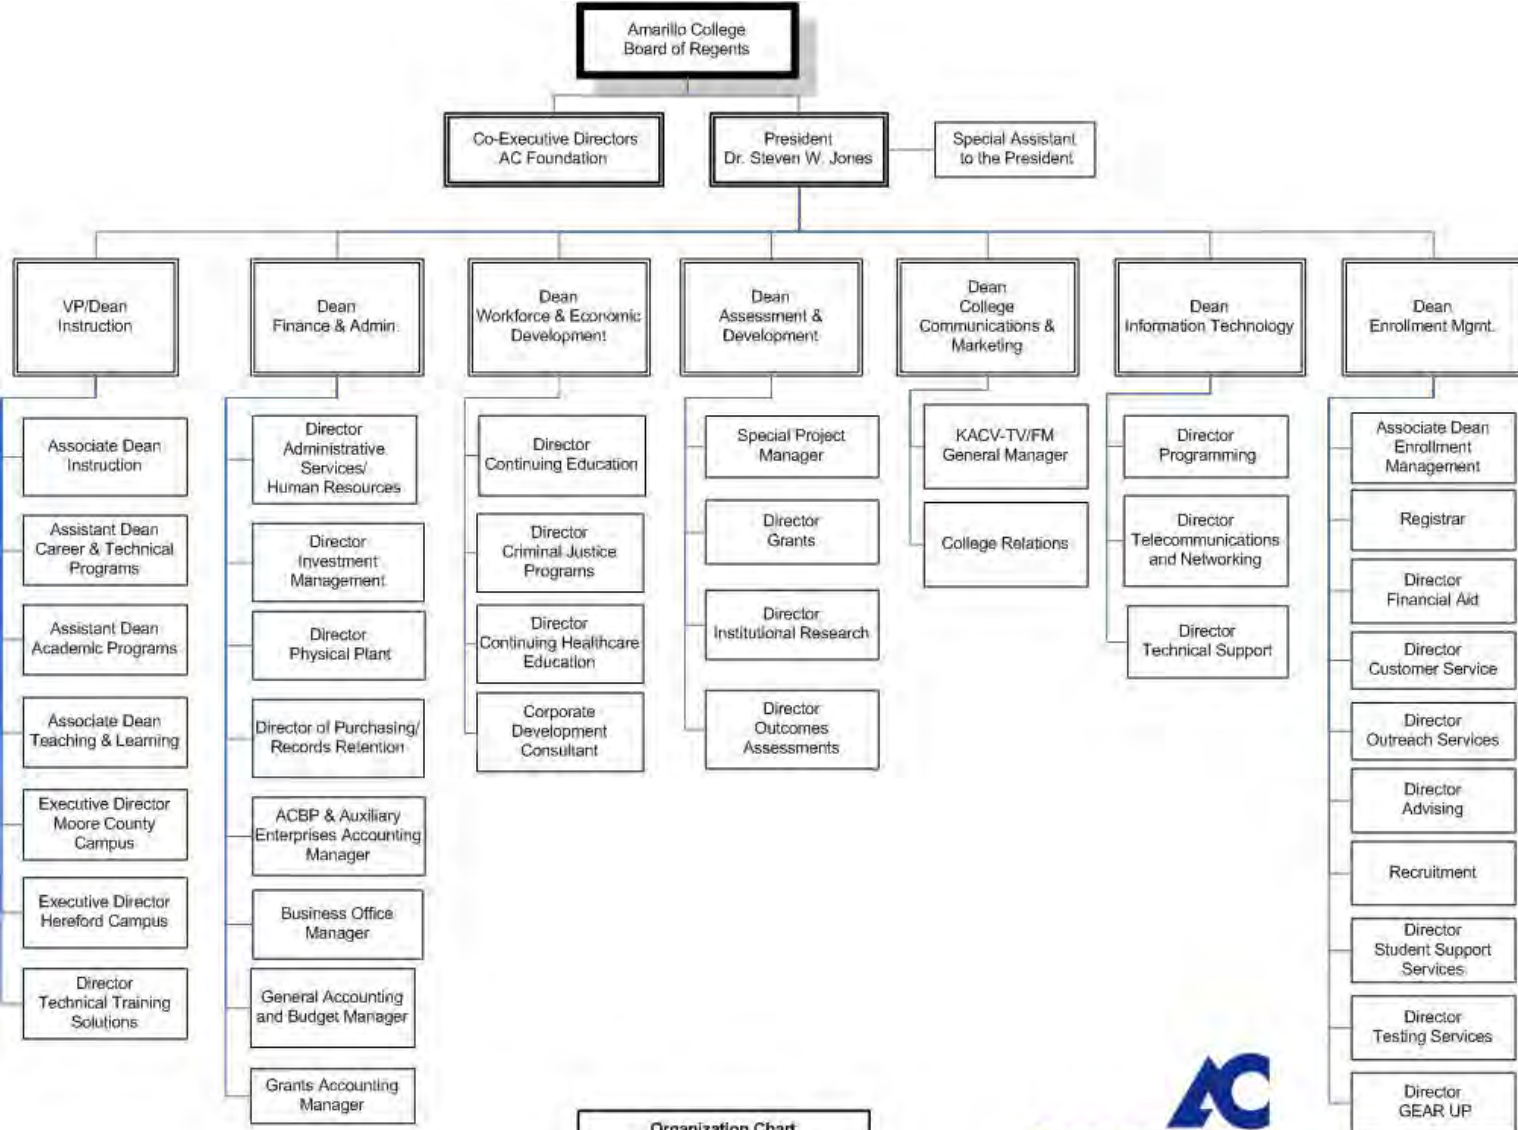 Amarillo College
Board of Regents
Co-Executive Directors
AC Foundation
President
Dr. Steven W. Jones
Special Assistant
to the President
VP/Dean
Instruction
Dean
Finance & Admin.
Dean
Workforce & Economic
Development
Dean
Assessment &
Development
Dean
College
Communications &
Marketing
Dean
Information Technology
Dean
Enrollment Mgmt.
Associate Dean
Instruction
Assistant Dean
Career & Technical
Programs
Assistant Dean
Academic Programs
Associate Dean
Teaching & Learning
Executive Director
Moore County
Campus
Executive Director
Hereford Campus
Director
Technical Training
Solutions
Director
Administrative
Services/
Human Resources
Director
Investment
Management
Director
Physical Plant
Director of Purchasing/
Records Retention
ACBP & Auxiliary
Enterprises Accounting
Manager
Business Office
Manager
General Accounting
and Budget Manager
Grants Accounting
Manager
Director
Continuing Education
Director
Criminal Justice
Programs
Director
Continuing Healthcare
Education
Corporate
Development
Consultant
Special Project
Manager
Director
Grants
Director
Institutional Research
Director
Outcomes
Assessments
KACV-TV/FM
General Manager
College Relations
Director
Programming
Director
Telecommunications
and Networking
Director
Technical Support
Associate Dean
Enrollment
Management
Registrar
Director
Financial Aid
Director
Customer Service
Director
Outreach Services
Director
Advising
Recruitment
Director
Student Support
Services
Director
Testing Services
Director
GEAR UP
Organization Chart
AC